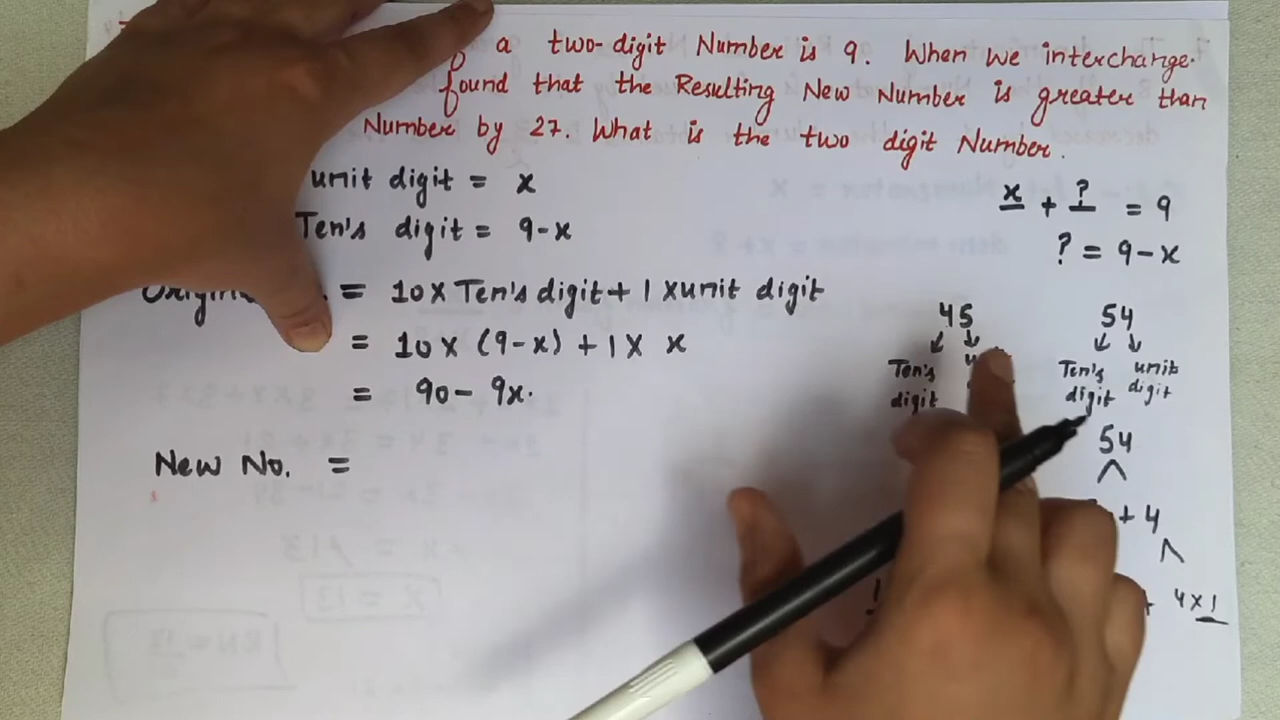 a two-digit Number is 9. When we interchange.
found that the Resulting New Number is greater than
Number by 27. What is the two digit Number.
unit digit = x
Ten's digit = 9-x
= 10 x Ten's digit + 1 x unit digit
= 10 x (9-x) + 1 x x
= 90 - 9x.
New No. =
x + ? = 9
? = 9-x
45
Ten's
digit
54
Ten's digit
unit digit
54
+ 4
4 x 1